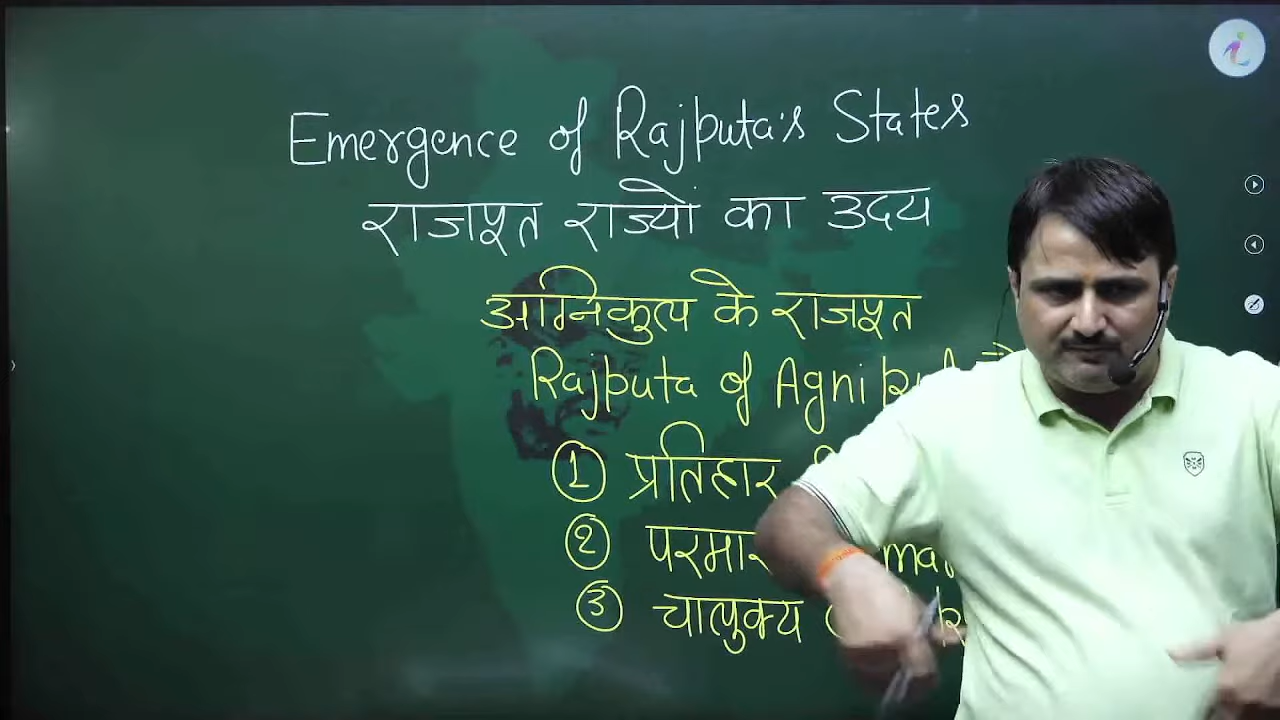 Emergence of Rajputa's States
राजपूत राज्यों का उदय
अग्निकुल के राजपूत
Rajputa of Agni
① प्रतिहार
② परमार
③ चालुक्य